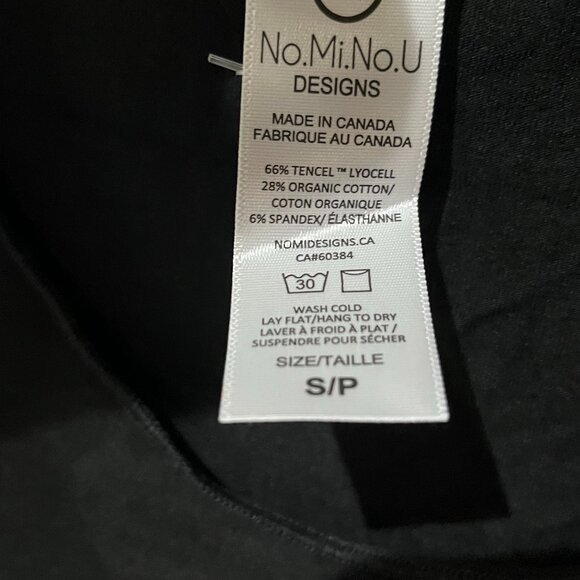 No.Mi.No.U
DESIGNS
MADE IN CANADA
FABRIQUE AU CANADA
66% TENCEL ™ LYOCELL
28% ORGANIC COTTON/
COTON ORGANIQUE
6% SPANDEX/ ÉLASTHANNE
NOMIDESIGNS.CA
CA#60384
30
WASH COLD
LAY FLAT/HANG TO DRY
LAVER À FROID À PLAT /
SUSPENDRE POUR SÉCHER
SIZE/TAILLE
S/P